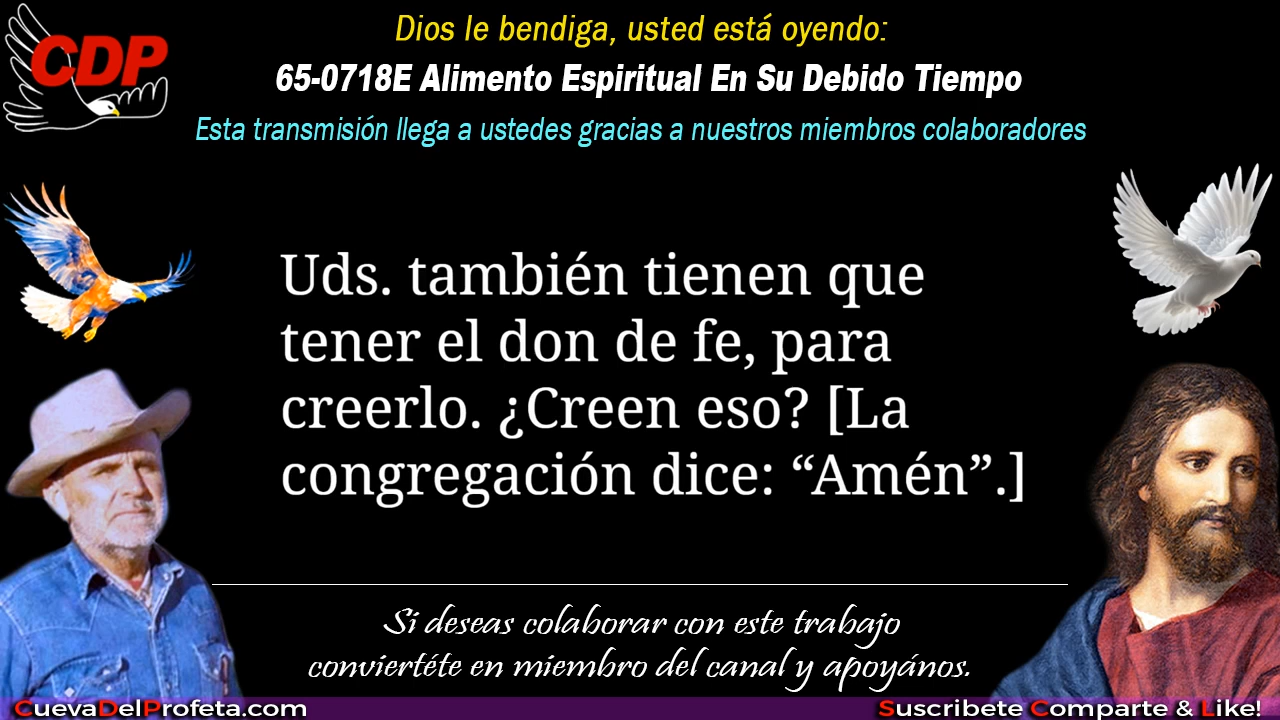 CDP
Dios le bendiga, usted está oyendo:
65-0718E Alimento Espiritual En Su Debido Tiempo
Esta transmisión llega a ustedes gracias a nuestros miembros colaboradores
Uds. también tienen que
tener el don de fe, para
creerlo. ¿Creen eso? [La
congregación dice: “Amén”.]
Si deseas colaborar con este trabajo
conviertéte en miembro del canal y apoyános.
CuevaDelProfeta.com
Suscribete Comparte & Like!